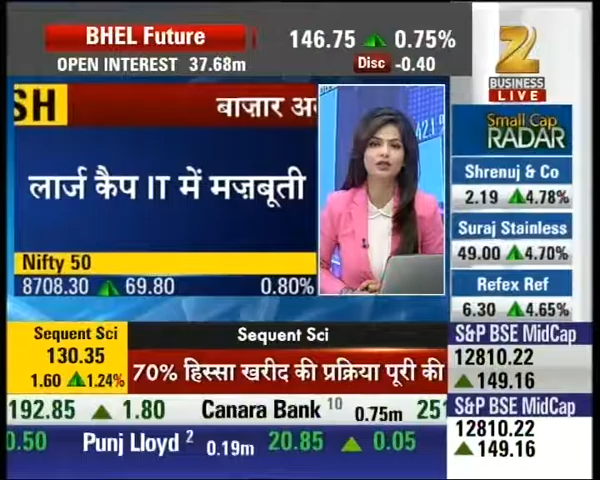 BHEL Future
146.75 0.75%
OPEN INTEREST 37.68m
Disc -0.40
Z
BUSINESS
LIVE
SH
बाज़ार
लार्ज कैप IT में मज़बूती
Nifty 50
8708.30 69.80 0.80%
Small Cap
RADAR
Shrenuj & Co
2.19 4.78%
Suraj Stainless
49.00 4.70%
Refex Ref
6.30 4.65%
Sequent Sci
130.35
1.60 1.24%
Sequent Sci
70% हिस्सा खरीद की प्रक्रिया पूरी की
S&P BSE MidCap
12810.22
149.16
192.85 1.80 Canara Bank 10 0.75m 251
0.50 Punj Lloyd 2 0.19m 20.85 0.05
S&P BSE MidCap
12810.22
149.16